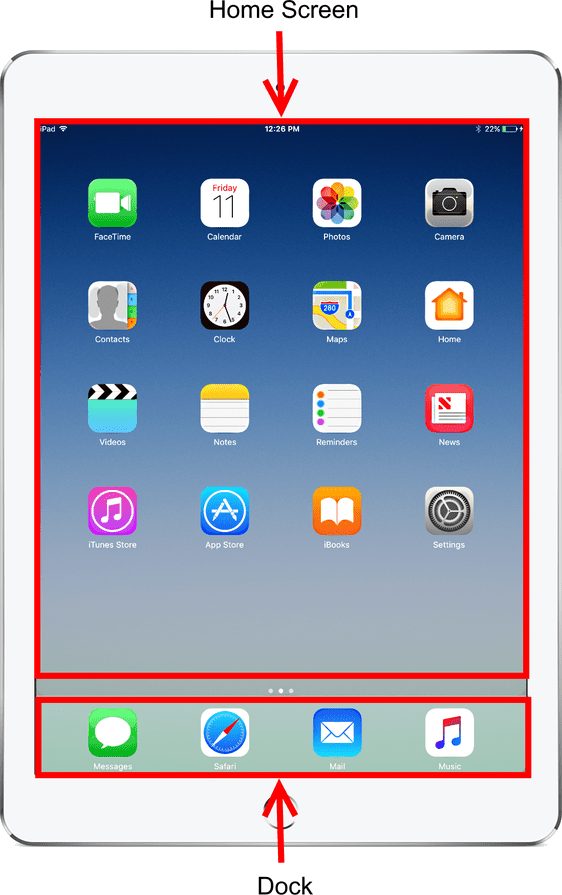 Home Screen
iPad 12:26 PM 22%
Friday
11
FaceTime Calendar Photos Camera
280
Contacts Clock Maps Home
Videos Notes Reminders News
iTunes Store App Store iBooks Settings
Messages Safari Mail Music
Dock